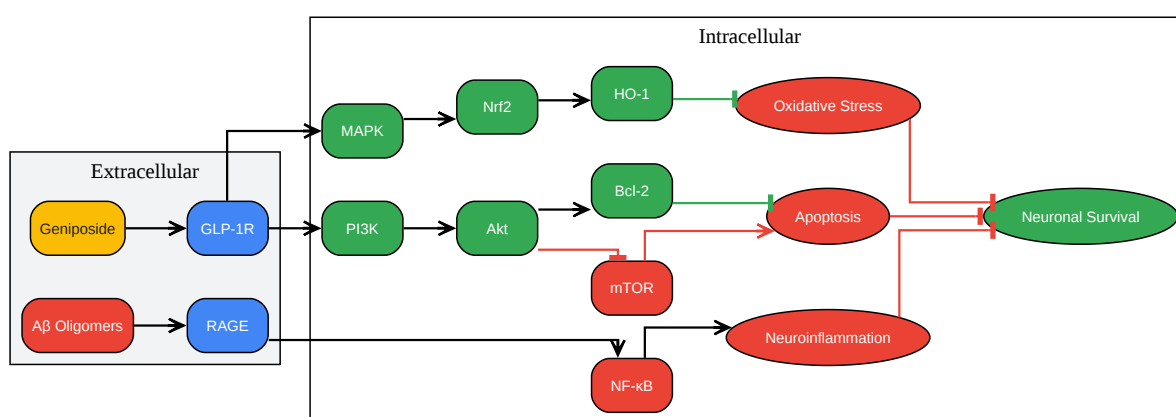 Intracellular
Extracellular
MAPK
Nrf2
HO-1
Oxidative Stress
Geniposide
GLP-1R
PI3K
Akt
Bcl-2
Apoptosis
Neuronal Survival
mTOR
Aβ Oligomers
RAGE
NF-κB
Neuroinflammation